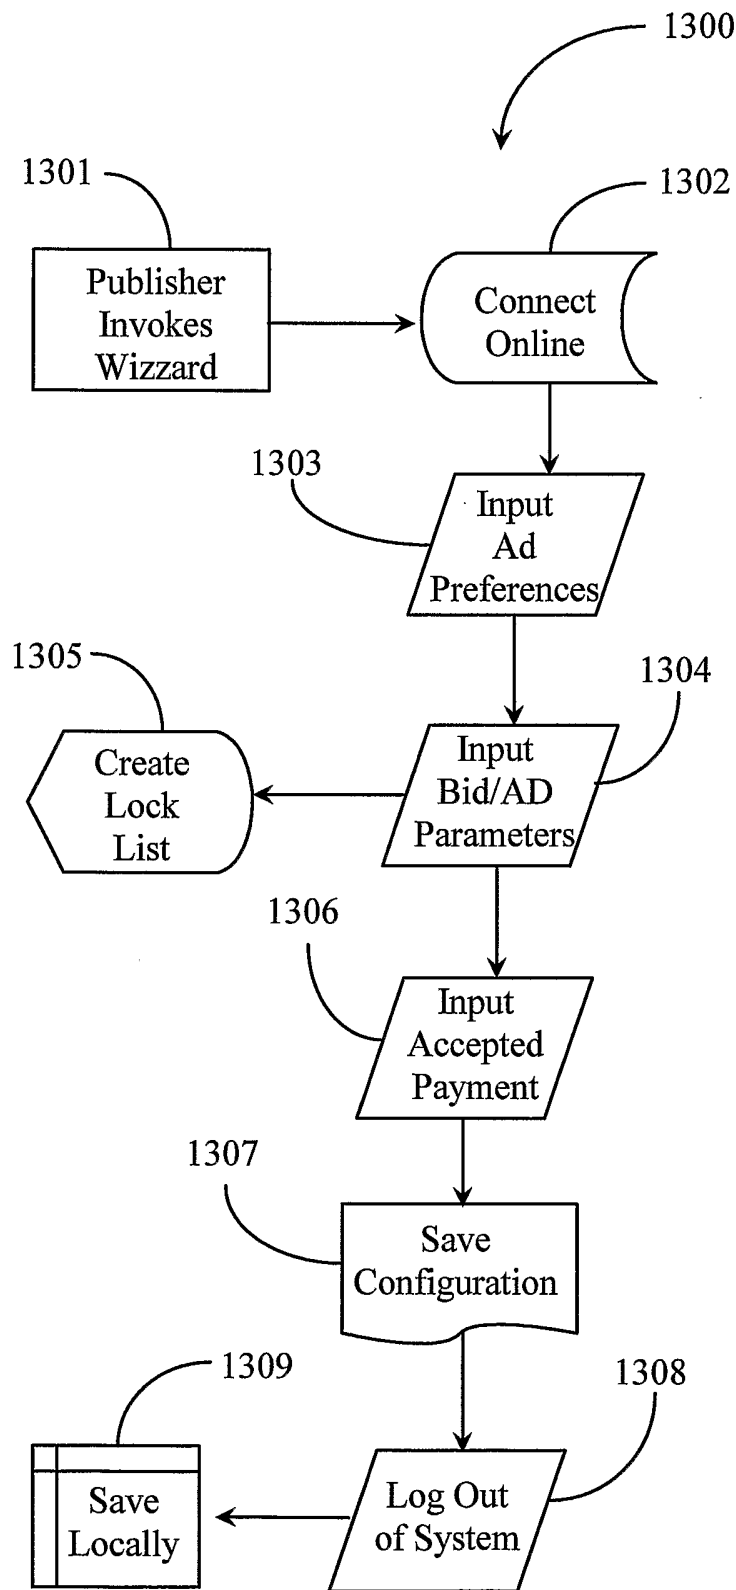 1300
1301
1302
Publisher
Invokes
Wizzard
Connect
Online
1303
Input
Ad
Preferences
1305
1304
Create
Lock
List
Input
Bid/AD
Parameters
1306
Input
Accepted
Payment
1307
Save
Configuration
1309
1308
Save
Locally
Log Out
of System